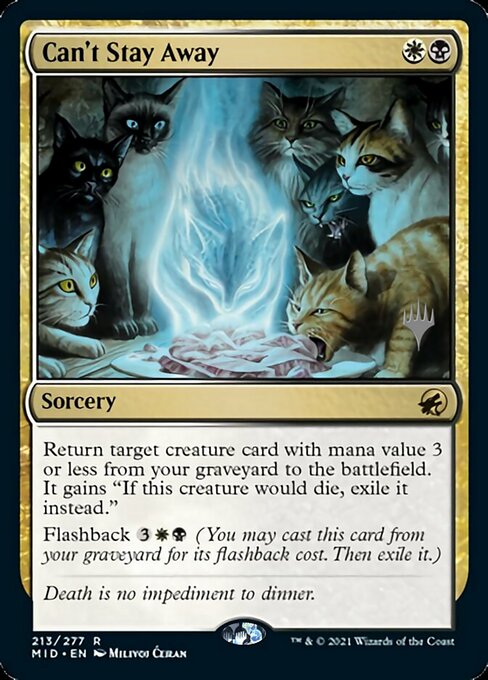 Can't Stay Away
Sorcery
Return target creature card with mana value 3
or less from your graveyard to the battlefield.
It gains “If this creature would die, exile it
instead.”
Flashback 3 (You may cast this card from
your graveyard for its flashback cost. Then exile it.)
Death is no impediment to dinner.
213/277 R
MID • EN Milivoj Ćeran
™ & © 2021 Wizards of the Coast